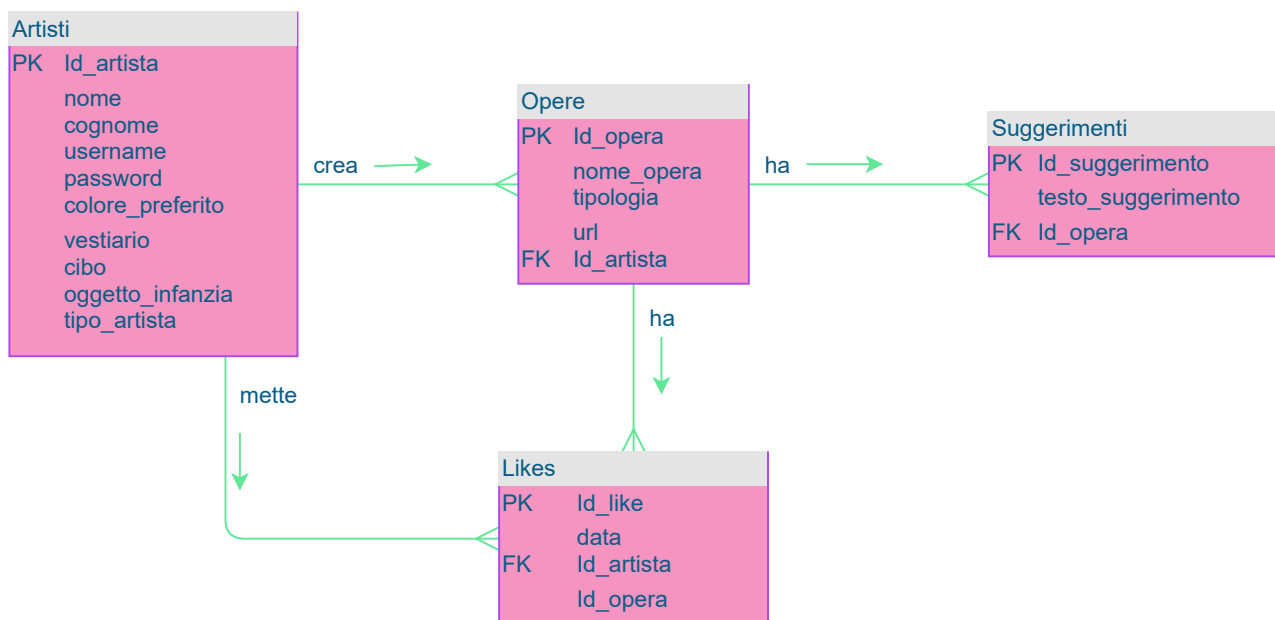 Artisti
PK Id_artista
nome
cognome
username
password
colore_preferito
vestiario
cibo
oggetto_infanzia
tipo_artista
crea
Opere
PK Id_opera
nome_opera
tipologia
url
FK Id_artista
ha
Suggerimenti
PK Id_suggerimento
testo_suggerimento
FK Id_opera
ha
mette
Likes
PK Id_like
data
FK Id_artista
Id_opera